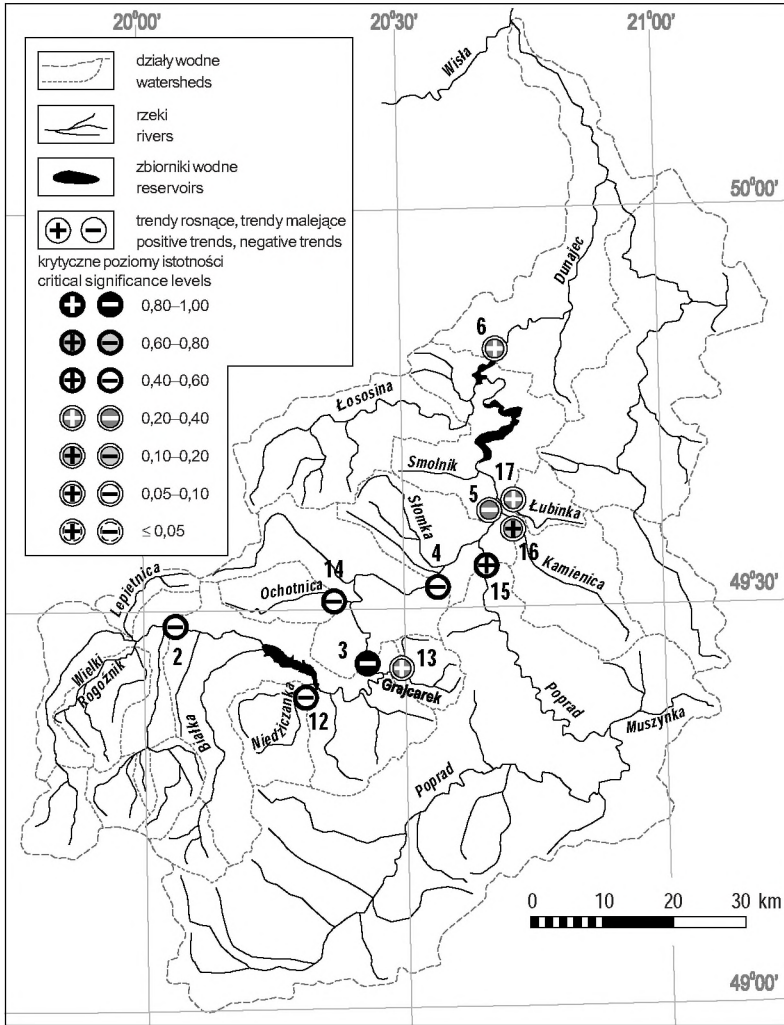 20°00'
20°30'
21°00'
działy wodne
watersheds
rzeki
rivers
zbiorniki wodne
reservoirs
trendy rosnące, trendy malejące
positive trends, negative trends
krytyczne poziomy istotności
critical significance levels
0,80–1,00
0,60–0,80
0,40–0,60
0,20–0,40
0,10–0,20
0,05–0,10
≤ 0,05
Wisła
50°00'
Dunajec
6
Łososina
Smolnik
17
5
Łubinka
Słomka
16
4
Kamienica
14
15
Ochotnica
Lepietnica
49°30'
2
3
13
Wielki
Rogoźnik
Grajcarek
Białka
Niedziczanka
12
Poprad
Muszynka
Poprad
0 10 20 30 km
49°00'